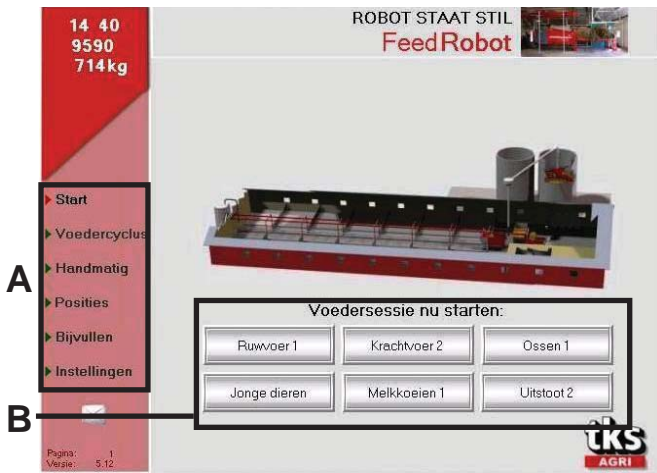 14 40
9590
714kg
ROBOT STAAT STIL
FeedRobot
A
Start
Voedercyclus
Handmatig
Posities
Bijvullen
Instellingen
B
Pagina: 1
Versie: 5.12
Voedersessie nu starten:
Ruwvoer 1
Krachtvoer 2
Ossen 1
Jonge dieren
Melkkoeien 1
Uitstoot 2
tks
AGRI